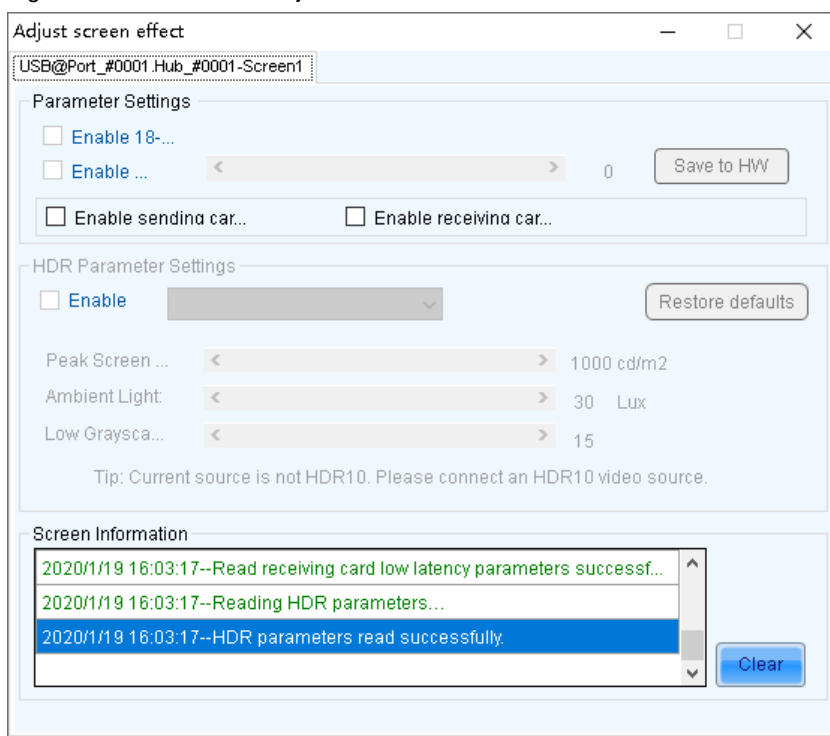 Adjust screen effect
USB@Port_#0001.Hub_#0001-Screen1
Parameter Settings
Enable 18-...
Enable ... 0 Save to HW
Enable sending car... Enable receiving car...
HDR Parameter Settings
Enable Restore defaults
Peak Screen ... 1000 cd/m2
Ambient Light: 30 Lux
Low Graysca... 15
Tip: Current source is not HDR10. Please connect an HDR10 video source.
Screen Information
2020/1/19 16:03:17--Read receiving card low latency parameters successf...
2020/1/19 16:03:17--Reading HDR parameters...
2020/1/19 16:03:17--HDR parameters read successfully.
Clear